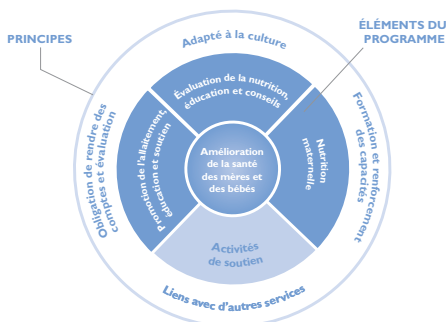 PRINCIPES
ÉLÉMENTS DU
PROGRAMME
Adapté à la culture
Évaluation de la nutrition,
éducation et conseils
Obligation de rendre des
comptes et évaluation
Promotion de l'allaitement,
éducation et soutien
Amélioration
de la santé
des mères et
des bébés
Nutrition
maternelle
Formation et renforcement
des capacités
Activités
de soutien
Liens avec d'autres services